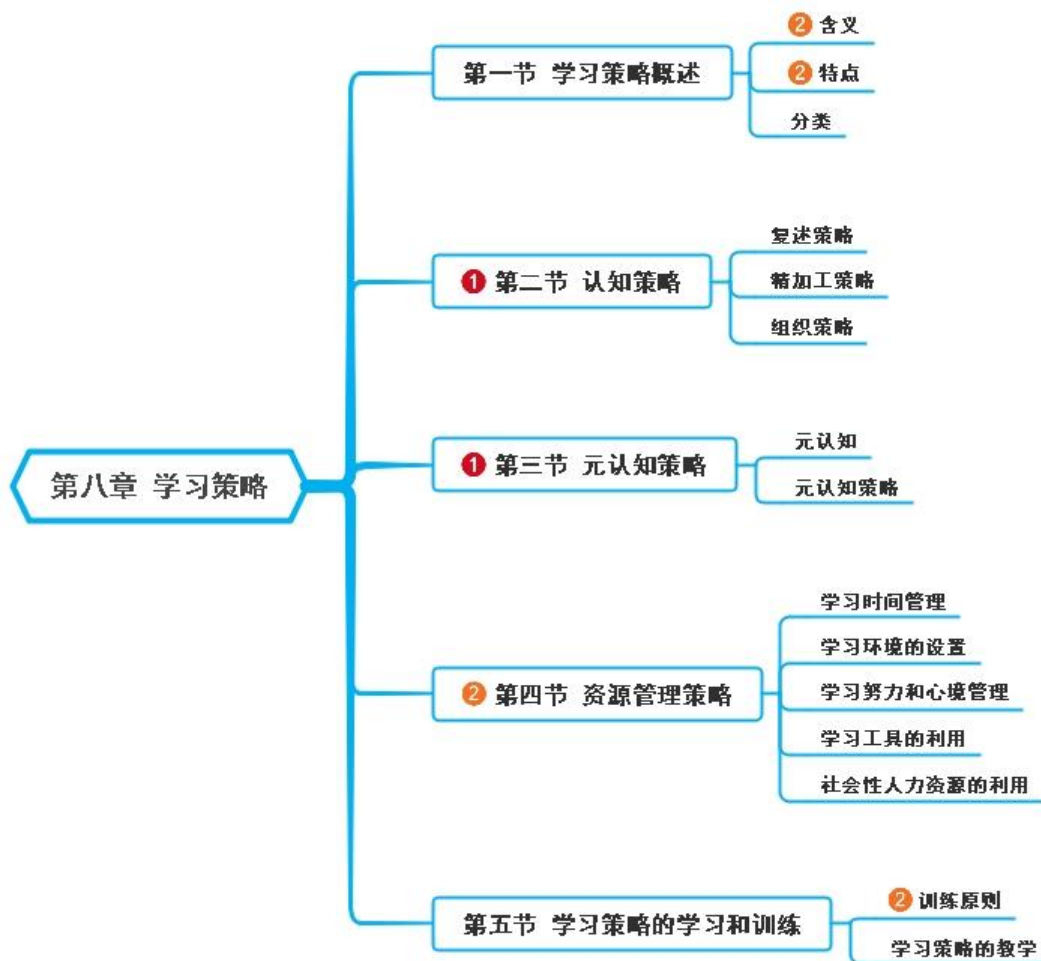 第八章 学习策略
第一节 学习策略概述
2 含义
2 特点
分类
1 第二节 认知策略
复述策略
精加工策略
组织策略
1 第三节 元认知策略
元认知
元认知策略
2 第四节 资源管理策略
学习时间管理
学习环境的设置
学习努力和心境管理
学习工具的利用
社会性人力资源的利用
第五节 学习策略的学习和训练
2 训练原则
学习策略的教学